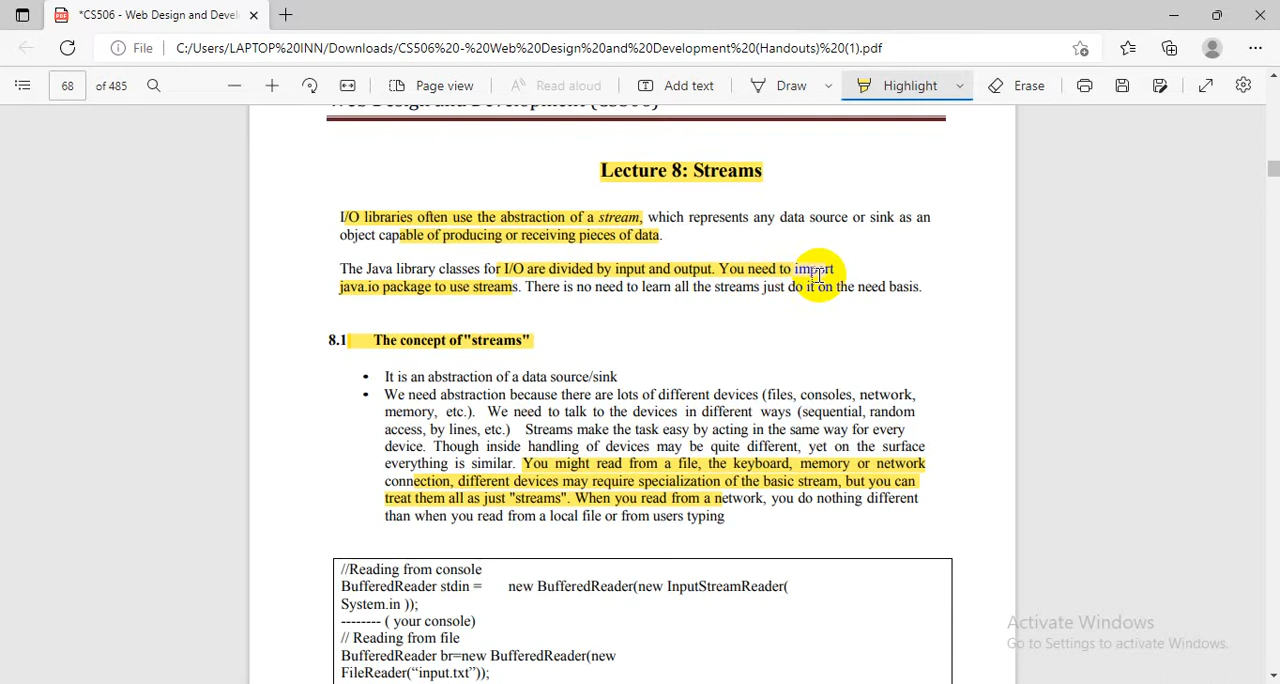 *CS506 - Web Design and Devel
File C:/Users/LAPTOP%20INN/Downloads/CS506%20-%20Web%20Design%20and%20Development%20(Handouts)%20(1).pdf
68 of 485 Page view Read aloud Add text Draw Highlight Erase
Web Design and Development (CS506)
Lecture 8: Streams
I/O libraries often use the abstraction of a stream, which represents any data source or sink as an
object capable of producing or receiving pieces of data.
The Java library classes for I/O are divided by input and output. You need to import
java.io package to use streams. There is no need to learn all the streams just do it on the need basis.
8.1 The concept of "streams"
• It is an abstraction of a data source/sink
• We need abstraction because there are lots of different devices (files, consoles, network,
memory, etc.). We need to talk to the devices in different ways (sequential, random
access, by lines, etc.) Streams make the task easy by acting in the same way for every
device. Though inside handling of devices may be quite different, yet on the surface
everything is similar. You might read from a file, the keyboard, memory or network
connection, different devices may require specialization of the basic stream, but you can
treat them all as just "streams". When you read from a network, you do nothing different
than when you read from a local file or from users typing
//Reading from console
BufferedReader stdin = new BufferedReader(new InputStreamReader(
System.in ));
-------- ( your console)
// Reading from file
BufferedReader br=new BufferedReader(new
FileReader(“input.txt”));
Activate Windows
Go to Settings to activate Windows.